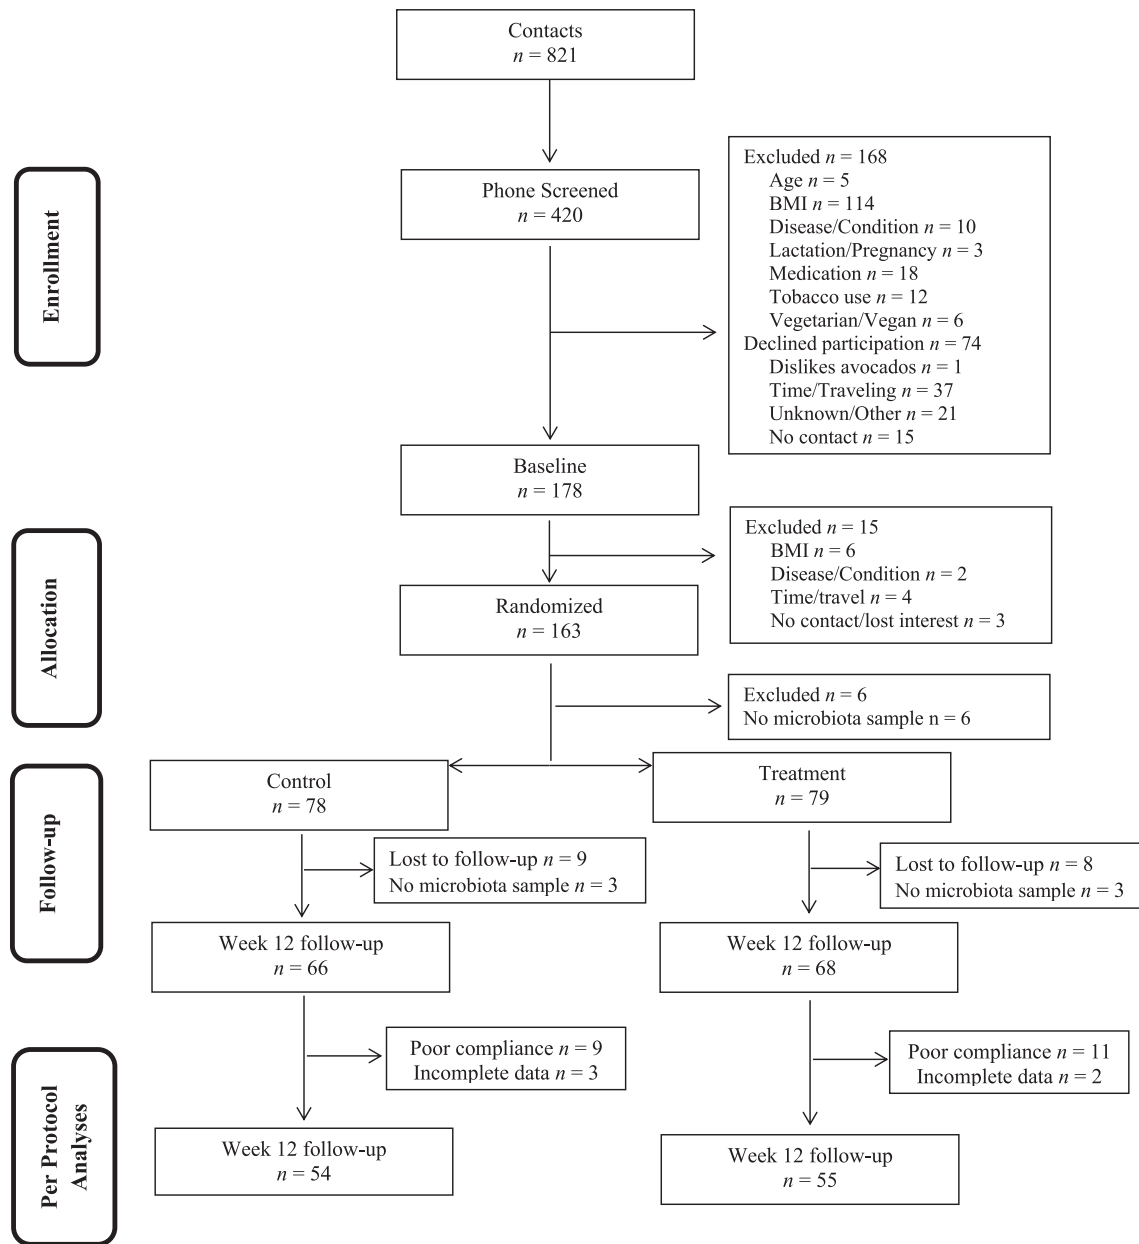 Contacts
n = 821
Enrollment
Phone Screened
n = 420
Excluded n = 168
Age n = 5
BMI n = 114
Disease/Condition n = 10
Lactation/Pregnancy n = 3
Medication n = 18
Tobacco use n = 12
Vegetarian/Vegan n = 6
Declined participation n = 74
Dislikes avocados n = 1
Time/Traveling n = 37
Unknown/Other n = 21
No contact n = 15
Baseline
n = 178
Allocation
Excluded n = 15
BMI n = 6
Disease/Condition n = 2
Time/travel n = 4
No contact/lost interest n = 3
Randomized
n = 163
Excluded n = 6
No microbiota sample n = 6
Follow-up
Control
n = 78
Treatment
n = 79
Lost to follow-up n = 9
No microbiota sample n = 3
Lost to follow-up n = 8
No microbiota sample n = 3
Week 12 follow-up
n = 66
Week 12 follow-up
n = 68
Per Protocol
Analyses
Poor compliance n = 9
Incomplete data n = 3
Poor compliance n = 11
Incomplete data n = 2
Week 12 follow-up
n = 54
Week 12 follow-up
n = 55